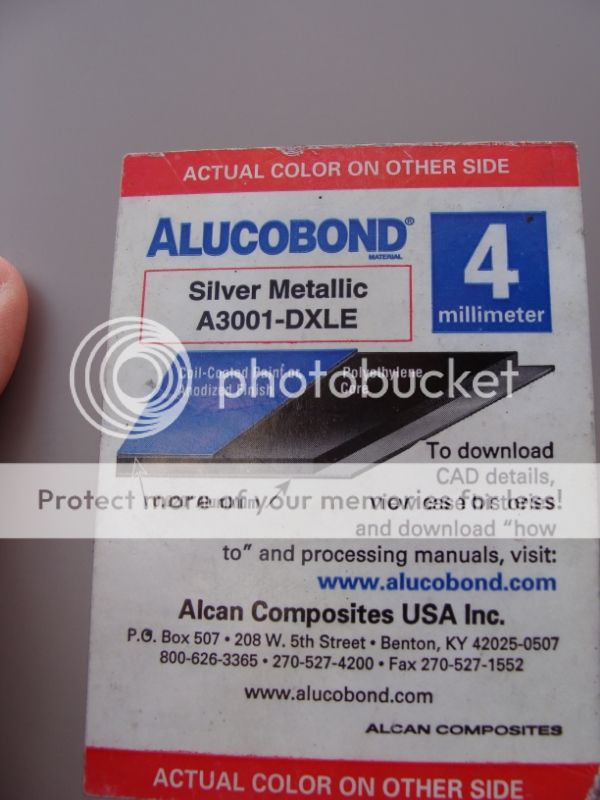 ACTUAL COLOR ON OTHER SIDE
ALUCOBOND®
MATERIAL
4
millimeter
Silver Metallic
A3001-DXLE
Coil-Coated Paint or
Anodized Finish
Polyethylene
Core
photobucket
To download
CAD details,
Protect more of your memories for less!
view case histories
and download “how
to” and processing manuals, visit:
www.alucobond.com
Alcan Composites USA Inc.
P.O. Box 507 • 208 W. 5th Street • Benton, KY 42025-0507
800-626-3365 • 270-527-4200 • Fax 270-527-1552
www.alucobond.com
ALCAN COMPOSITES
ACTUAL COLOR ON OTHER SIDE